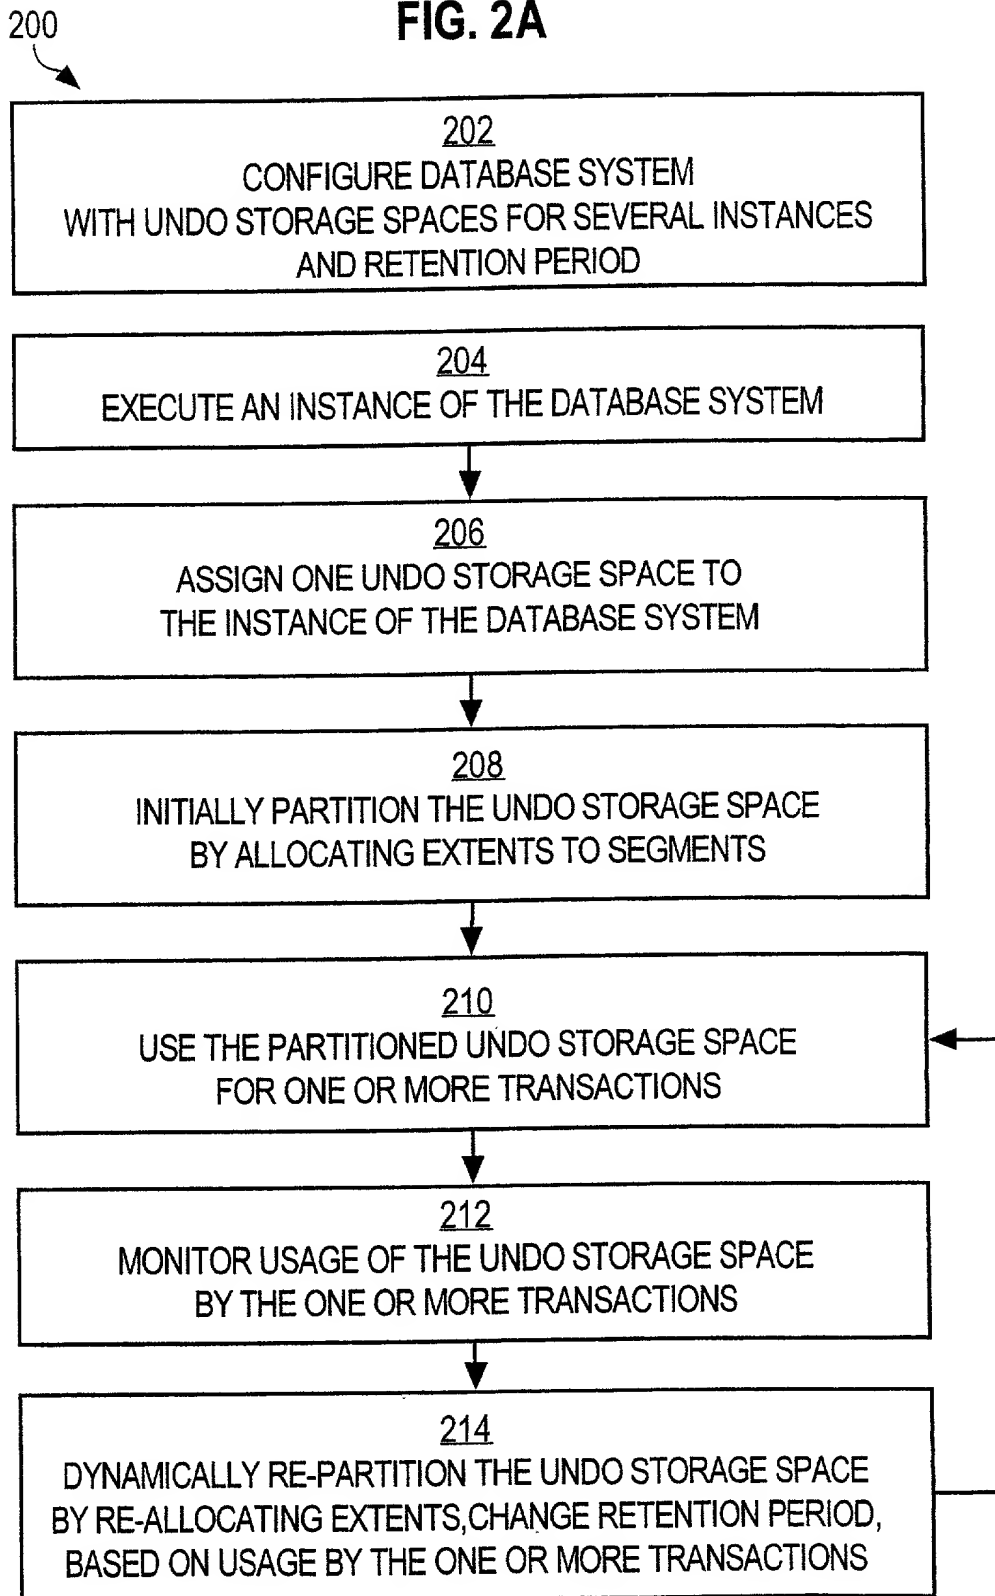 FIG. 2A
200
202
CONFIGURE DATABASE SYSTEM
WITH UNDO STORAGE SPACES FOR SEVERAL INSTANCES
AND RETENTION PERIOD
204
EXECUTE AN INSTANCE OF THE DATABASE SYSTEM
206
ASSIGN ONE UNDO STORAGE SPACE TO
THE INSTANCE OF THE DATABASE SYSTEM
208
INITIALLY PARTITION THE UNDO STORAGE SPACE
BY ALLOCATING EXTENTS TO SEGMENTS
210
USE THE PARTITIONED UNDO STORAGE SPACE
FOR ONE OR MORE TRANSACTIONS
212
MONITOR USAGE OF THE UNDO STORAGE SPACE
BY THE ONE OR MORE TRANSACTIONS
214
DYNAMICALLY RE-PARTITION THE UNDO STORAGE SPACE
BY RE-ALLOCATING EXTENTS,CHANGE RETENTION PERIOD,
BASED ON USAGE BY THE ONE OR MORE TRANSACTIONS